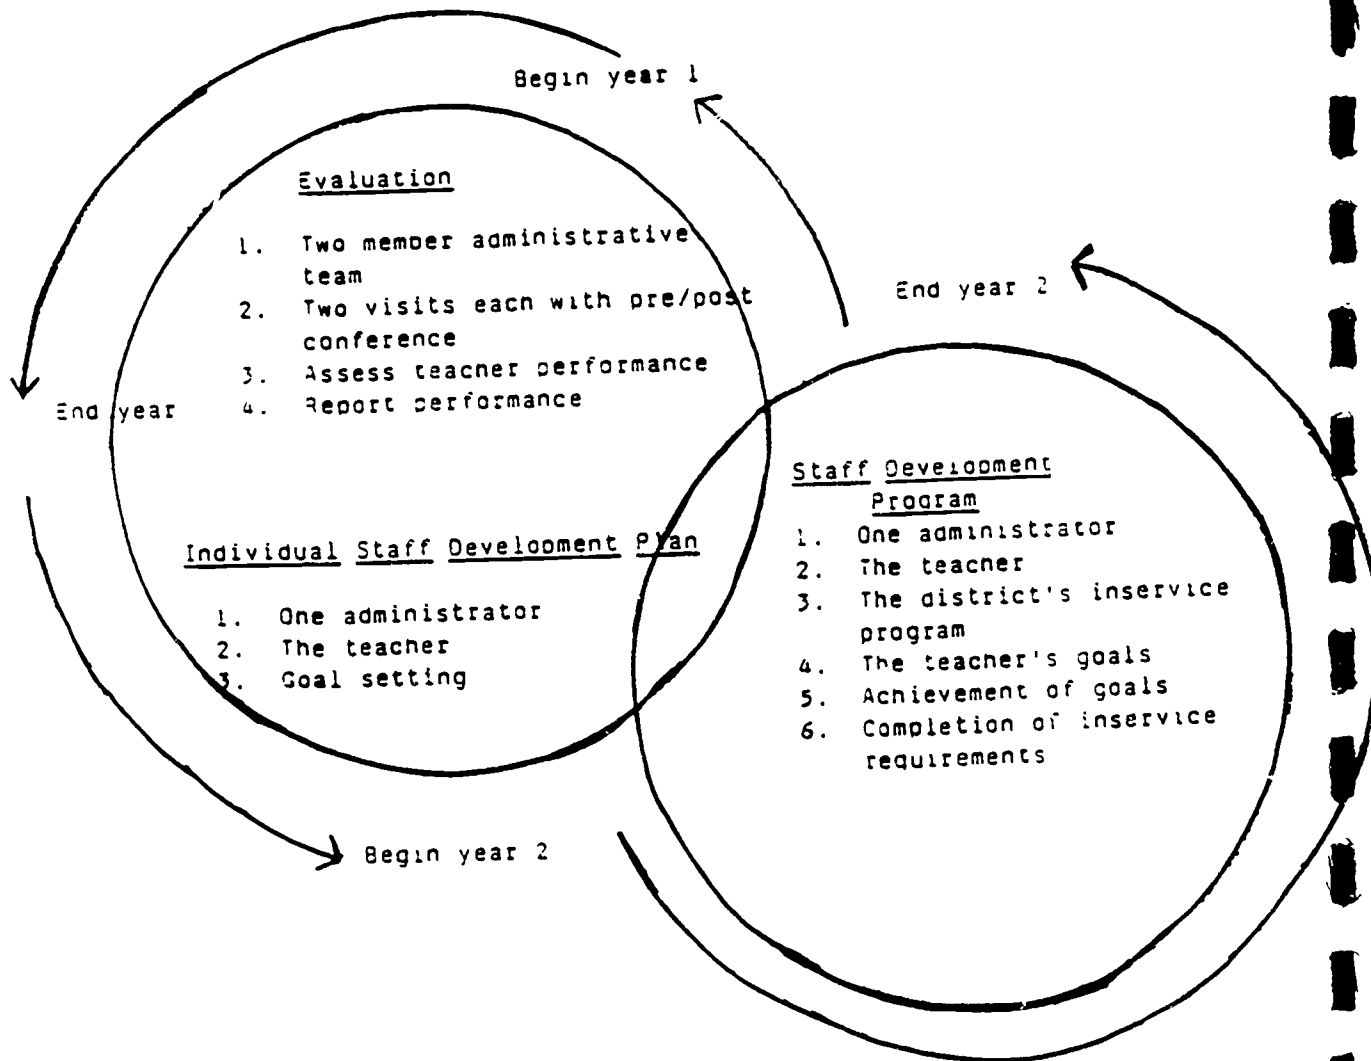 Begin year 1
Evaluation
1. Two member administrative
team
2. Two visits each with pre/post
conference
3. Assess teacher performance
4. Report performance
End year 2
End year
Staff Development
Program
1. One administrator
2. The teacher
3. The district's inservice
program
4. The teacher's goals
5. Achievement of goals
6. Completion of inservice
requirements
Individual Staff Development Plan
1. One administrator
2. The teacher
3. Goal setting
Begin year 2